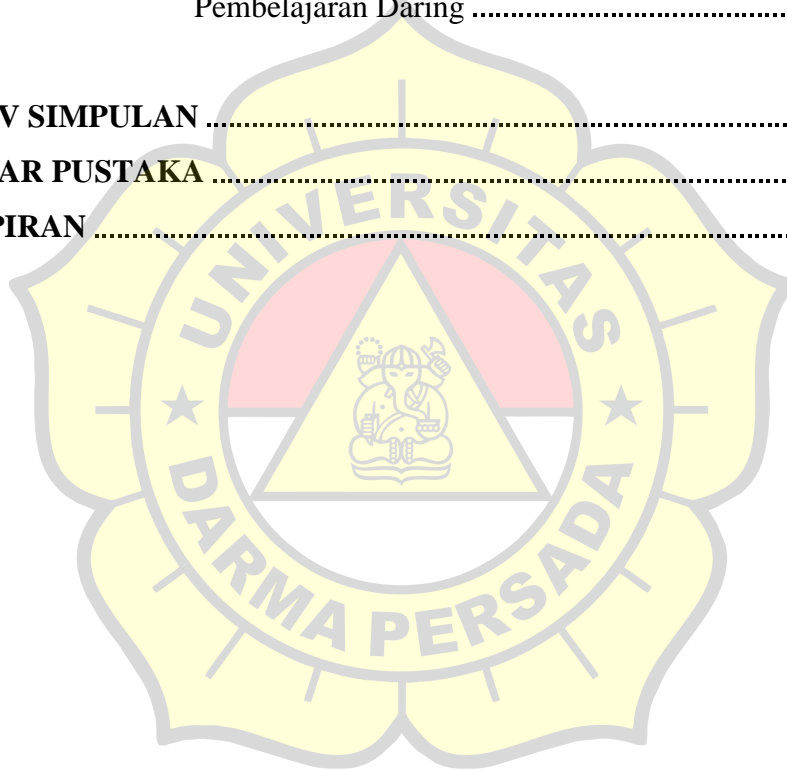 Pembelajaran Daring ................................................................
V SIMPULAN ................................................................
AR PUSTAKA ................................................................
PIRAN ................................................................
UNIVERSITAS
DARMA PERSADA